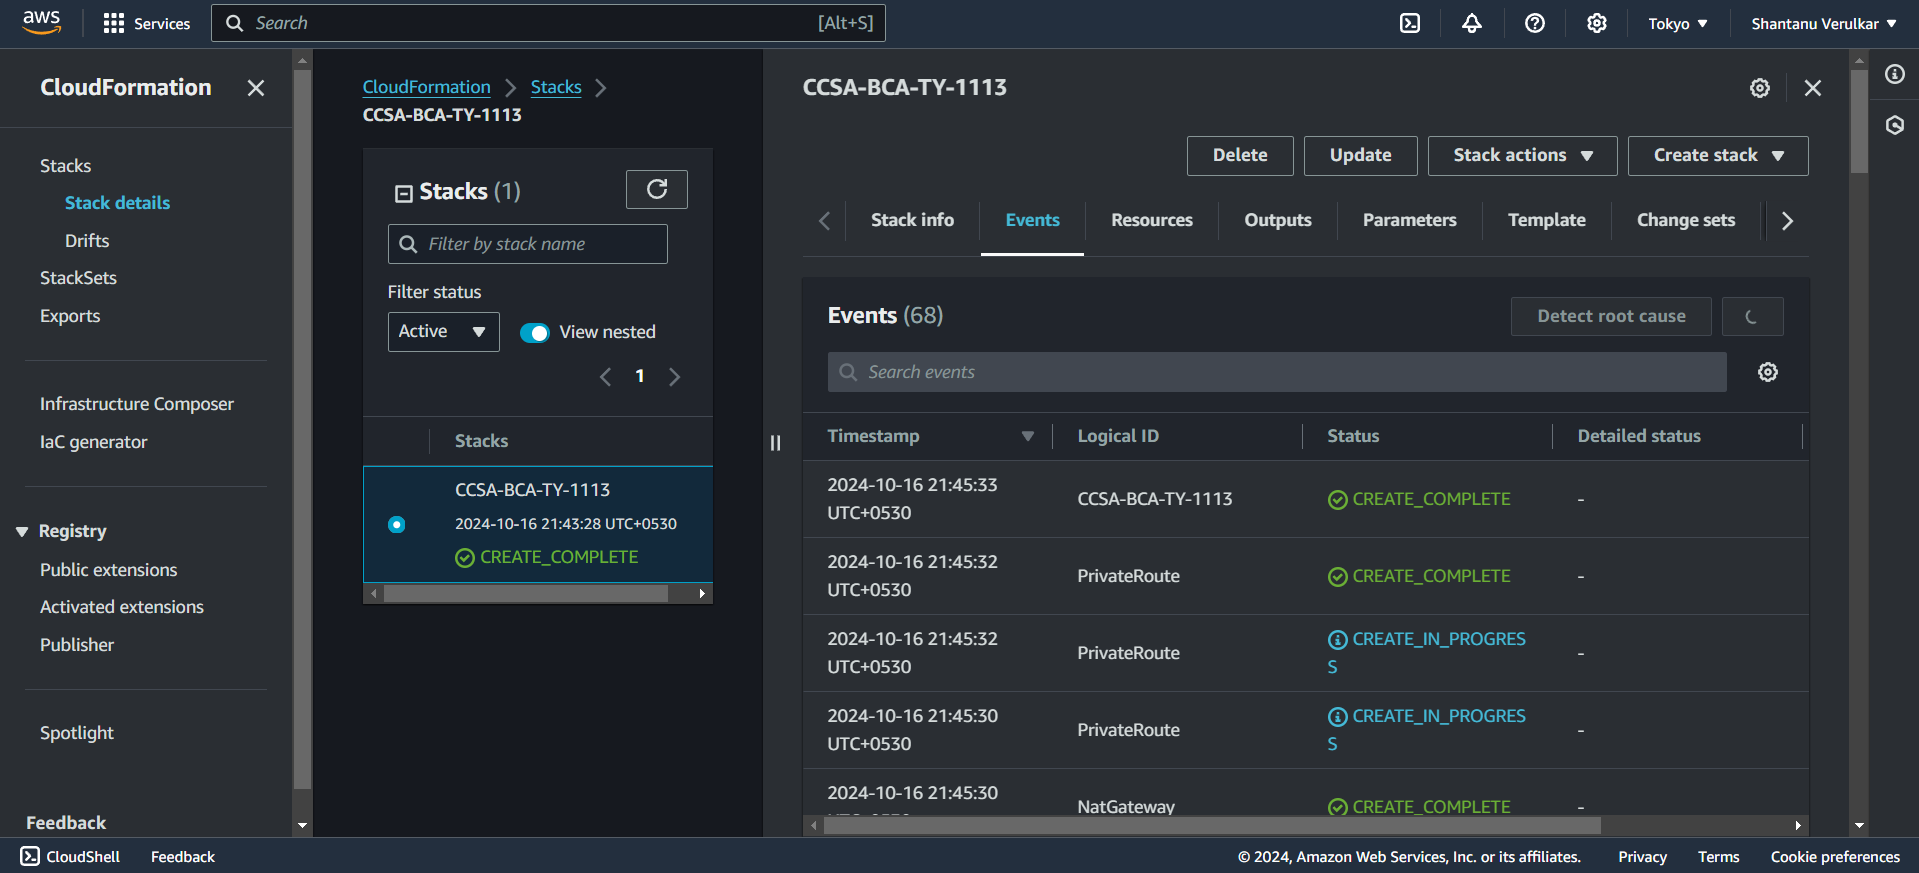 aws
Services
Search
[Alt+S]
Tokyo
Shantanu Verulkar
CloudFormation
Stacks
Stack details
Drifts
StackSets
Exports
Infrastructure Composer
IaC generator
Registry
Public extensions
Activated extensions
Publisher
Spotlight
Feedback
CloudFormation
Stacks
CCSA-BCA-TY-1113
Stacks (1)
Filter by stack name
Filter status
Active
View nested
1
Stacks
CCSA-BCA-TY-1113
2024-10-16 21:43:28 UTC+0530
CREATE_COMPLETE
CCSA-BCA-TY-1113
Delete
Update
Stack actions
Create stack
Stack info
Events
Resources
Outputs
Parameters
Template
Change sets
Events (68)
Detect root cause
Search events
Timestamp
Logical ID
Status
Detailed status
2024-10-16 21:45:33
UTC+0530
CCSA-BCA-TY-1113
CREATE_COMPLETE
-
2024-10-16 21:45:32
UTC+0530
PrivateRoute
CREATE_COMPLETE
-
2024-10-16 21:45:32
UTC+0530
PrivateRoute
CREATE_IN_PROGRES
S
-
2024-10-16 21:45:30
UTC+0530
PrivateRoute
CREATE_IN_PROGRES
S
-
2024-10-16 21:45:30
NatGateway
CREATE_COMPLETE
-
CloudShell
Feedback
© 2024, Amazon Web Services, Inc. or its affiliates.
Privacy
Terms
Cookie preferences